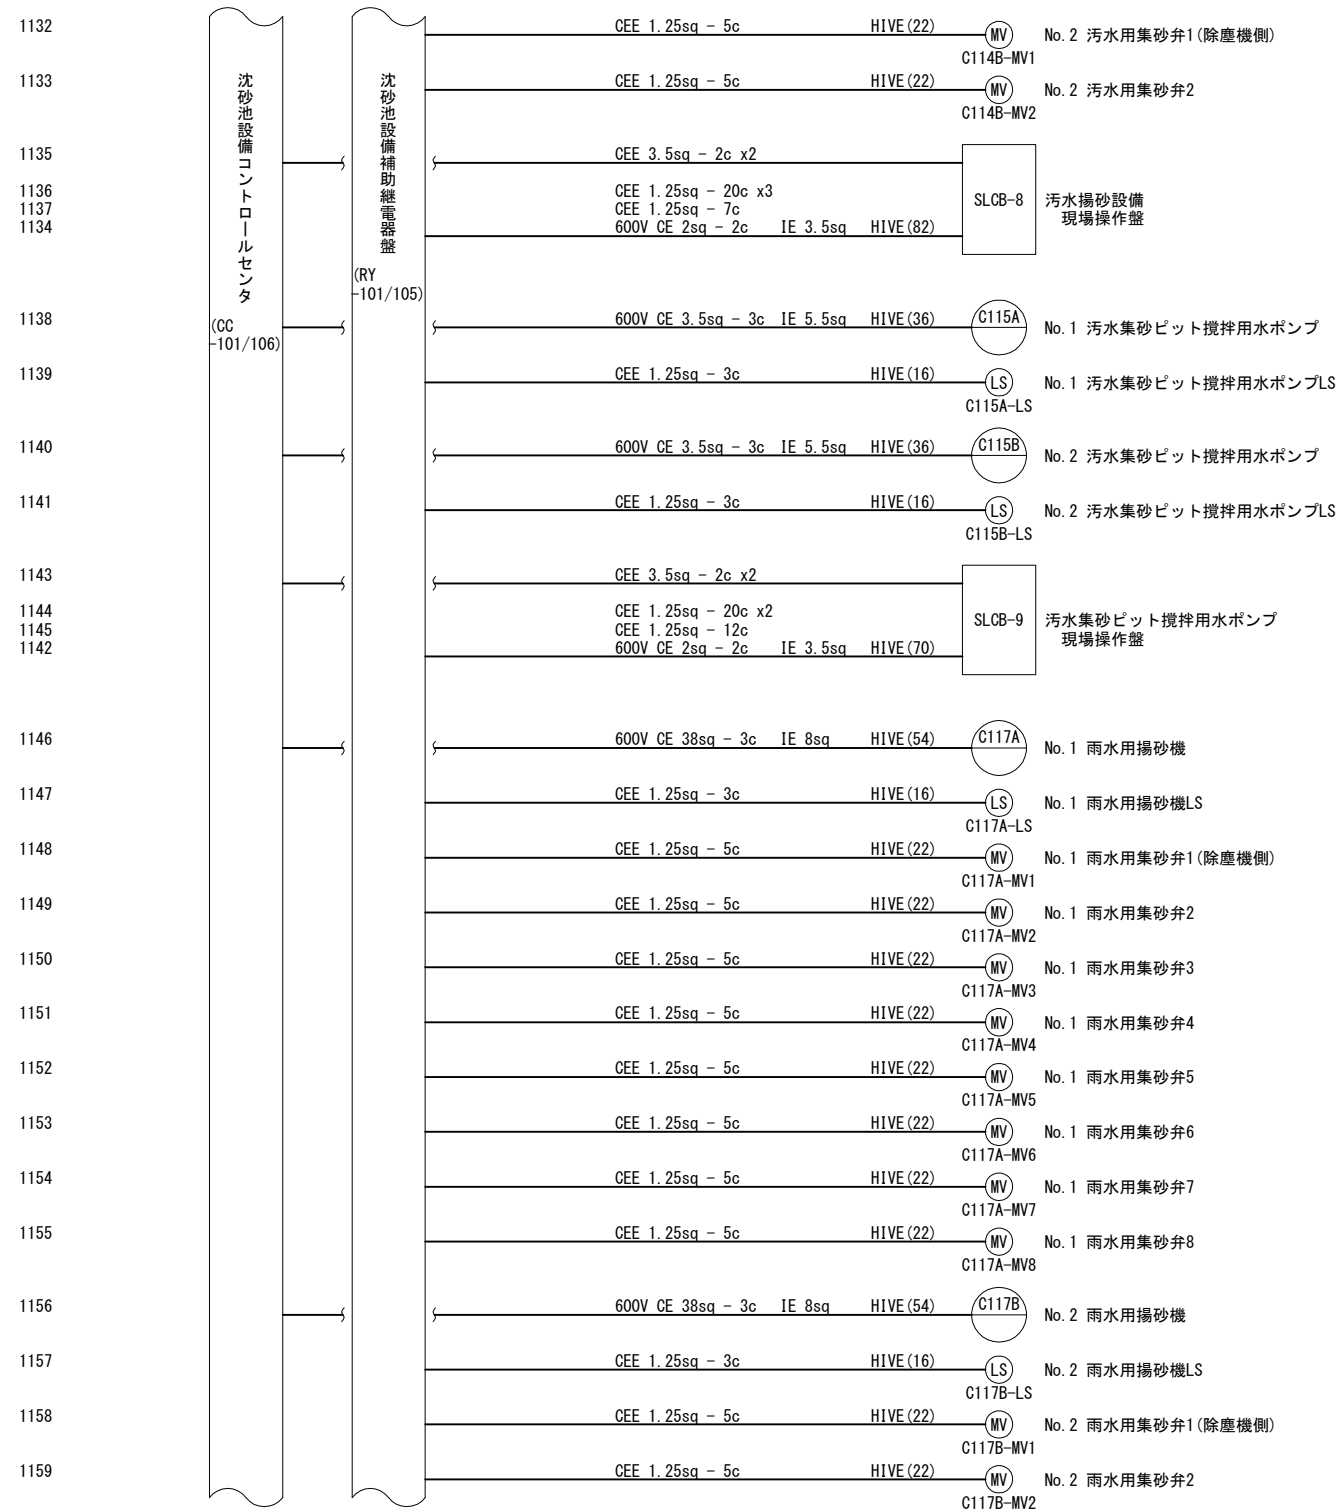 1132 CEE 1.25sq - 5c HIVE(22) MV No.2 汚水用集砂弁1(除塵機側)
C114B-MV1
1133 CEE 1.25sq - 5c HIVE(22) MV No.2 汚水用集砂弁2
C114B-MV2
沈砂池設備コントロールセンタ
(CC
-101/106)
沈砂池設備補助継電器盤
(RY
-101/105)
1135 CEE 3.5sq - 2c x2
1136 CEE 1.25sq - 20c x3
SLCB-8 汚水揚砂設備
現場操作盤
1137 CEE 1.25sq - 7c
1134 600V CE 2sq - 2c IE 3.5sq HIVE(82)
1138 600V CE 3.5sq - 3c IE 5.5sq HIVE(36) C115A No.1 汚水集砂ピット撹拌用水ポンプ
1139 CEE 1.25sq - 3c HIVE(16) LS No.1 汚水集砂ピット撹拌用水ポンプLS
C115A-LS
1140 600V CE 3.5sq - 3c IE 5.5sq HIVE(36) C115B No.2 汚水集砂ピット撹拌用水ポンプ
1141 CEE 1.25sq - 3c HIVE(16) LS No.2 汚水集砂ピット撹拌用水ポンプLS
C115B-LS
1143 CEE 3.5sq - 2c x2
1144 CEE 1.25sq - 20c x2
SLCB-9 汚水集砂ピット撹拌用水ポンプ
現場操作盤
1145 CEE 1.25sq - 12c
1142 600V CE 2sq - 2c IE 3.5sq HIVE(70)
1146 600V CE 38sq - 3c IE 8sq HIVE(54) C117A No.1 雨水用揚砂機
1147 CEE 1.25sq - 3c HIVE(16) LS No.1 雨水用揚砂機LS
C117A-LS
1148 CEE 1.25sq - 5c HIVE(22) MV No.1 雨水用集砂弁1(除塵機側)
C117A-MV1
1149 CEE 1.25sq - 5c HIVE(22) MV No.1 雨水用集砂弁2
C117A-MV2
1150 CEE 1.25sq - 5c HIVE(22) MV No.1 雨水用集砂弁3
C117A-MV3
1151 CEE 1.25sq - 5c HIVE(22) MV No.1 雨水用集砂弁4
C117A-MV4
1152 CEE 1.25sq - 5c HIVE(22) MV No.1 雨水用集砂弁5
C117A-MV5
1153 CEE 1.25sq - 5c HIVE(22) MV No.1 雨水用集砂弁6
C117A-MV6
1154 CEE 1.25sq - 5c HIVE(22) MV No.1 雨水用集砂弁7
C117A-MV7
1155 CEE 1.25sq - 5c HIVE(22) MV No.1 雨水用集砂弁8
C117A-MV8
1156 600V CE 38sq - 3c IE 8sq HIVE(54) C117B No.2 雨水用揚砂機
1157 CEE 1.25sq - 3c HIVE(16) LS No.2 雨水用揚砂機LS
C117B-LS
1158 CEE 1.25sq - 5c HIVE(22) MV No.2 雨水用集砂弁1(除塵機側)
C117B-MV1
1159 CEE 1.25sq - 5c HIVE(22) MV No.2 雨水用集砂弁2
C117B-MV2